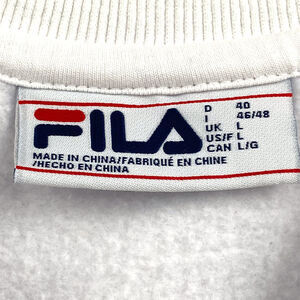 FILA
D 40
I 46/48
UK L
US/F L
CAN L/G
MADE IN CHINA/FABRIQUÉ EN CHINE
/HECHO EN CHINA